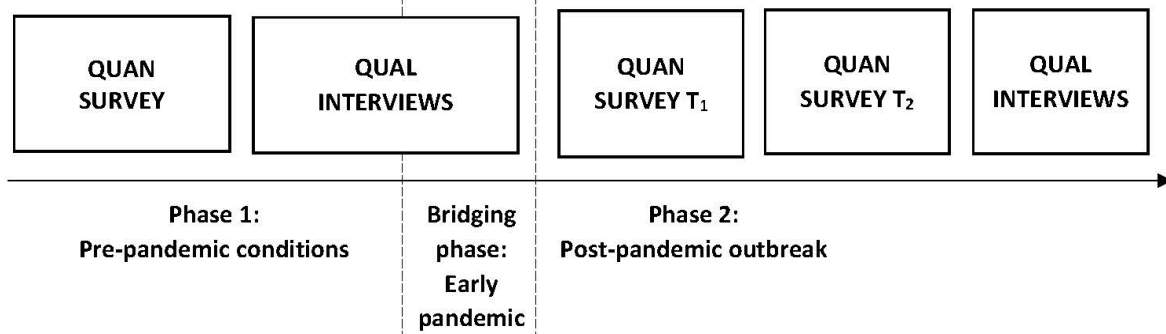 QUAN
SURVEY
QUAL
INTERVIEWS
QUAN
SURVEY T₁
QUAN
SURVEY T₂
QUAL
INTERVIEWS
Phase 1:
Pre-pandemic conditions
Bridging
phase:
Early
pandemic
Phase 2:
Post-pandemic outbreak